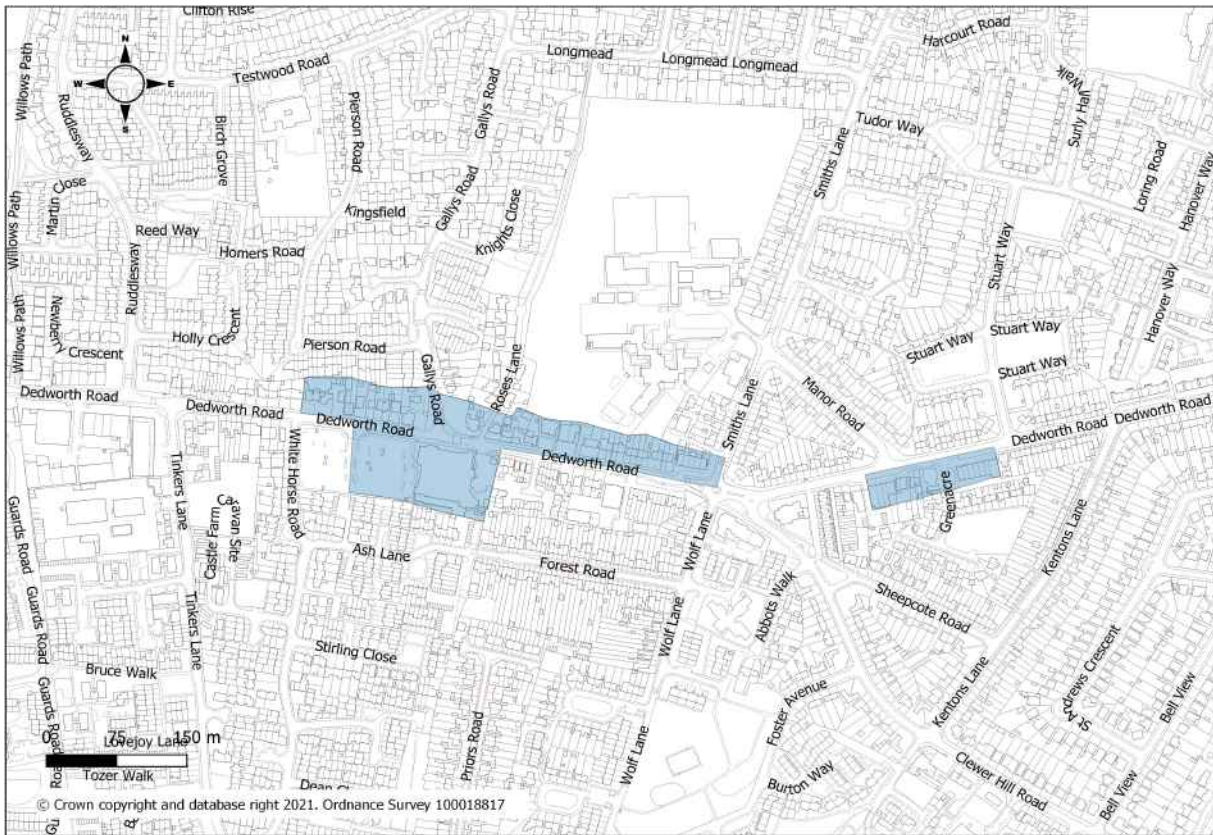 Clifton Rise
Willows Path
Ruddlesway
N
W
E
S
Testwood Road
Birch Grove
Pierson Road
Gallys Road
Longmead
Longmead Longmead
Harcourt Road
Surly Hall Walk
Tudor Way
Smiths Lane
Loring Road
Hanover Way
Martin Close
Willows Path
Reed Way
Homers Road
Kingsfield
Gallys Road
Knights Close
Ruddlesway
Stuart Way
Newberry Crescent
Willows Path
Holly Crescent
Pierson Road
Gallys Road
Roses Lane
Stuart Way
Stuart Way
Stuart Way
Hanover Way
Manor Road
Smiths Lane
Dedworth Road
Dedworth Road
Dedworth Road
Dedworth Road
Dedworth Road
Dedworth Road
White Horse Road
Tinkers Lane
Castle Farm Caravan Site
Guards Road
Ash Lane
Forest Road
Wolf Lane
Greenacre
Kentons Lane
Abbots Walk
Sheepcote Road
Guards Road
Tinkers Lane
Stirling Close
Wolf Lane
Kentons Lane
St Andrews Crescent
Bell View
Bruce Walk
Guards Road
Priors Road
Foster Avenue
Wolf Lane
Burton Way
Clewer Hill Road
Bell View
0 75 150 m
Lovejoy Lane
Tozer Walk
© Crown copyright and database right 2021. Ordnance Survey 100018817